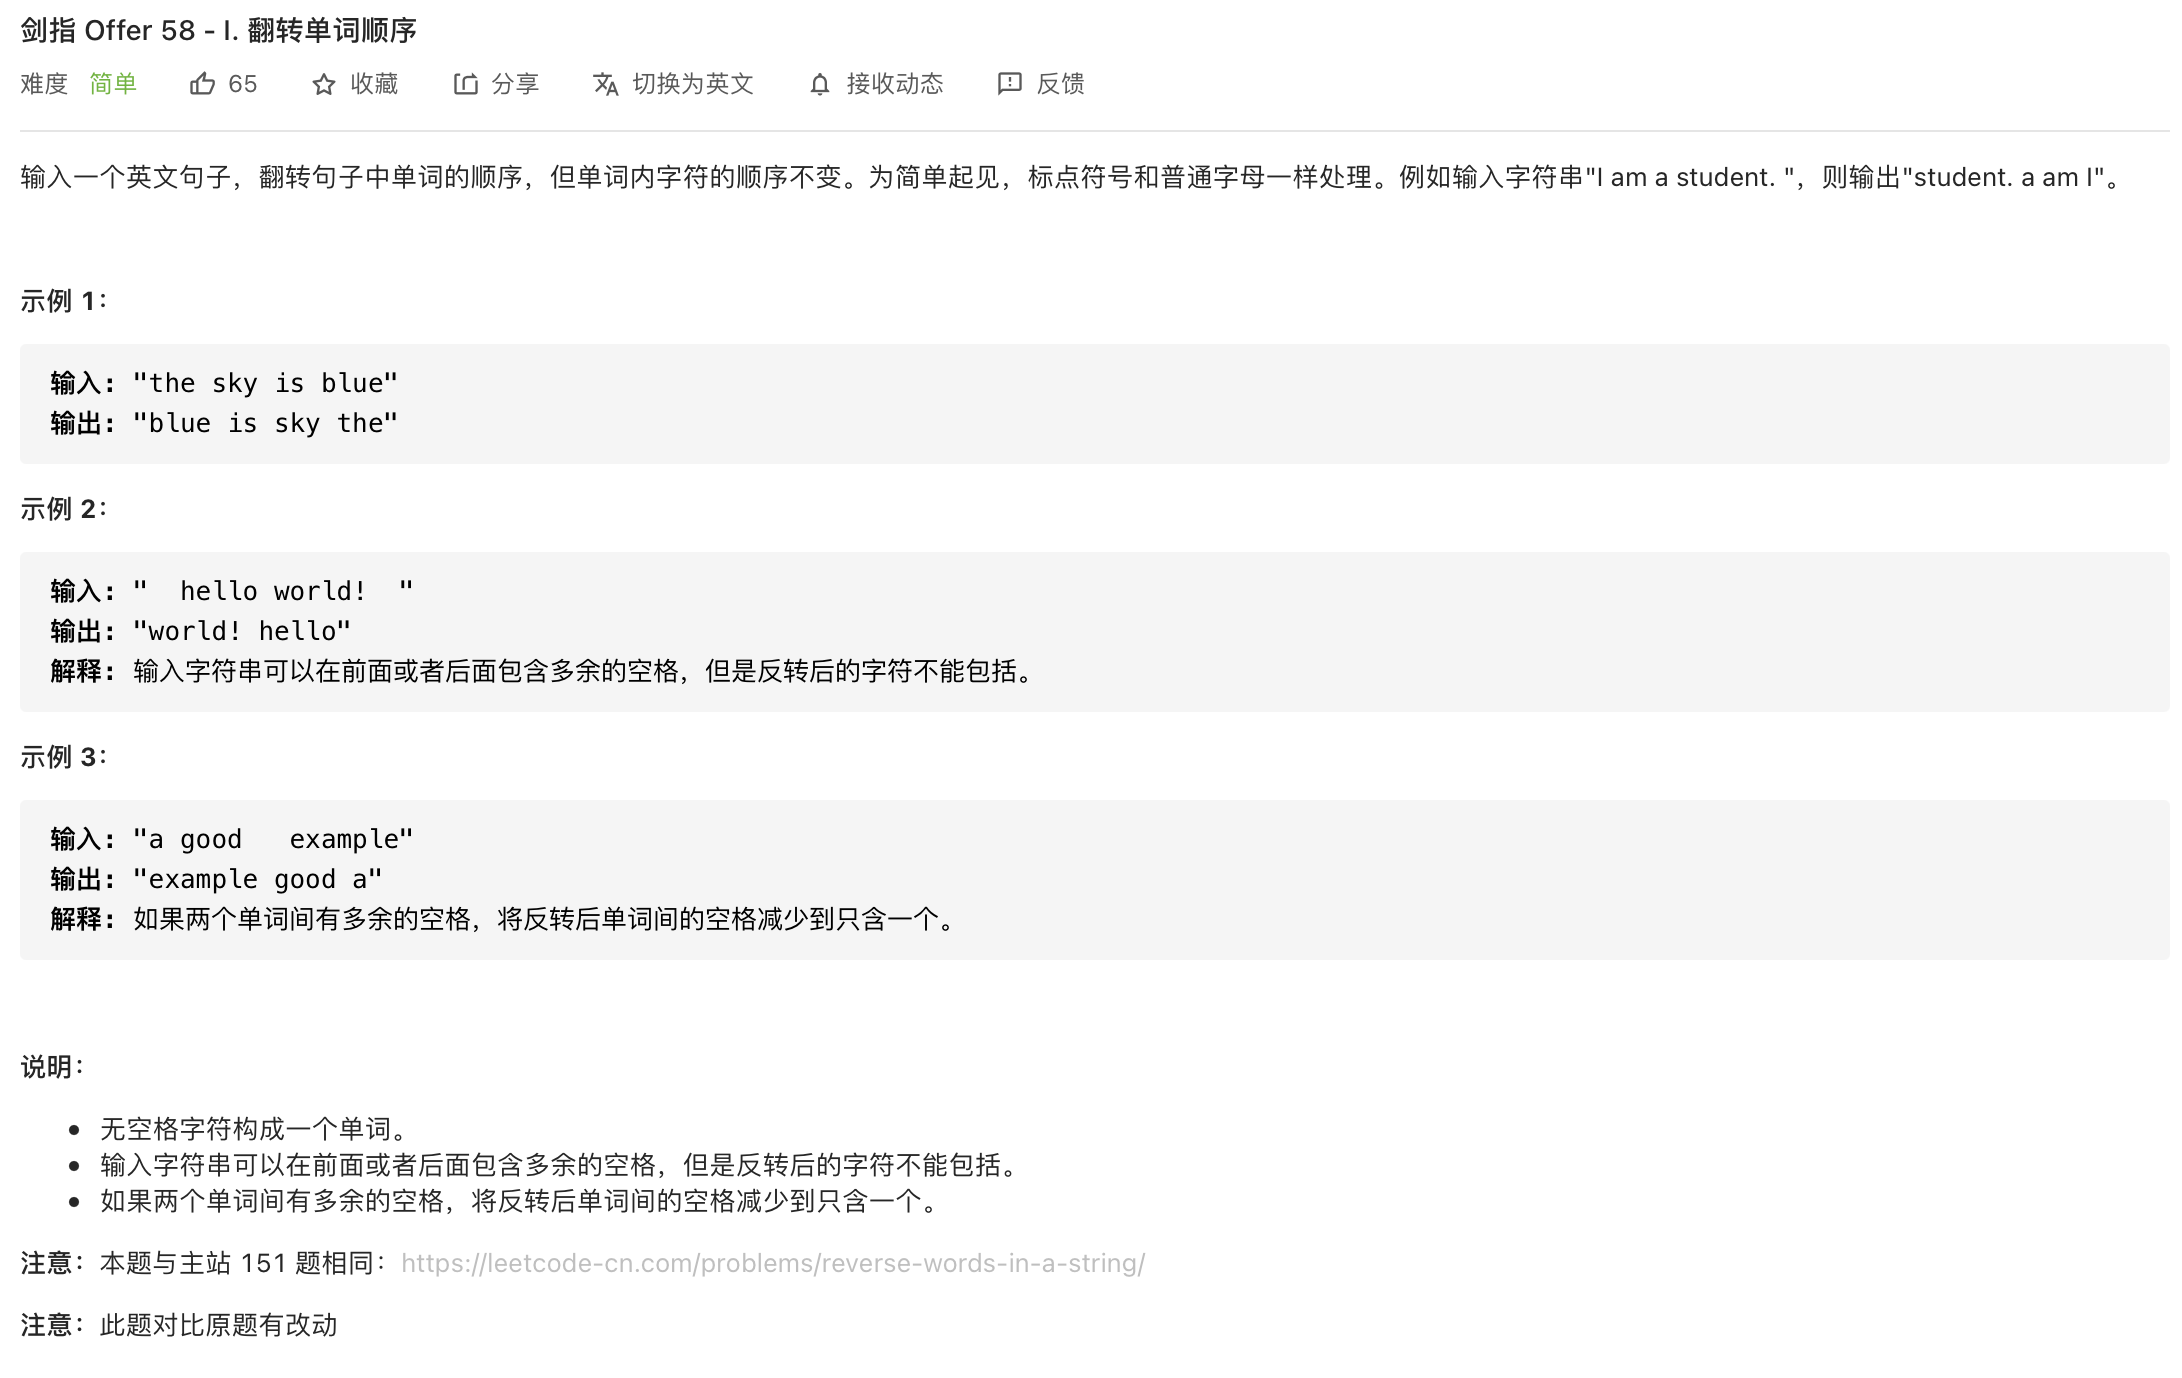 剑指 Offer 58 - I. 翻转单词顺序
难度 简单 65 收藏 分享 切换为英文 接收动态 反馈
输入一个英文句子，翻转句子中单词的顺序，但单词内字符的顺序不变。为简单起见，标点符号和普通字母一样处理。例如输入字符串"I am a student. "，则输出"student. a am I"。
示例 1：
输入: "the sky is blue"
输出: "blue is sky the"
示例 2：
输入: "  hello world!  "
输出: "world! hello"
解释: 输入字符串可以在前面或者后面包含多余的空格，但是反转后的字符不能包括。
示例 3：
输入: "a good   example"
输出: "example good a"
解释: 如果两个单词间有多余的空格，将反转后单词间的空格减少到只含一个。
说明：
• 无空格字符构成一个单词。
• 输入字符串可以在前面或者后面包含多余的空格，但是反转后的字符不能包括。
• 如果两个单词间有多余的空格，将反转后单词间的空格减少到只含一个。
注意：本题与主站 151 题相同：https://leetcode-cn.com/problems/reverse-words-in-a-string/
注意：此题对比原题有改动